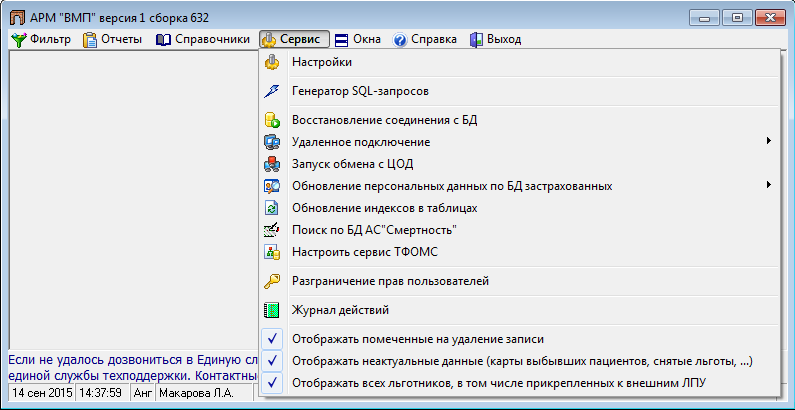 АРМ "ВМП" версия 1 сборка 632
Фильтр Отчеты Справочники Сервис Окна Справка Выход
Настройки
Генератор SQL-запросов
Восстановление соединения с БД
Удаленное подключение
Запуск обмена с ЦОД
Обновление персональных данных по БД застрахованных
Обновление индексов в таблицах
Поиск по БД АС"Смертность"
Настроить сервис ТФОМС
Разграничение прав пользователей
Журнал действий
Отображать помеченные на удаление записи
Отображать неактуальные данные (карты выбывших пациентов, снятые льготы, ...)
Отображать всех льготников, в том числе прикрепленных к внешним ЛПУ
Если не удалось дозвониться в Единую сл
единой службы техподдержки. Контактны
14 сен 2015 14:37:59 Анг Макарова Л.А.